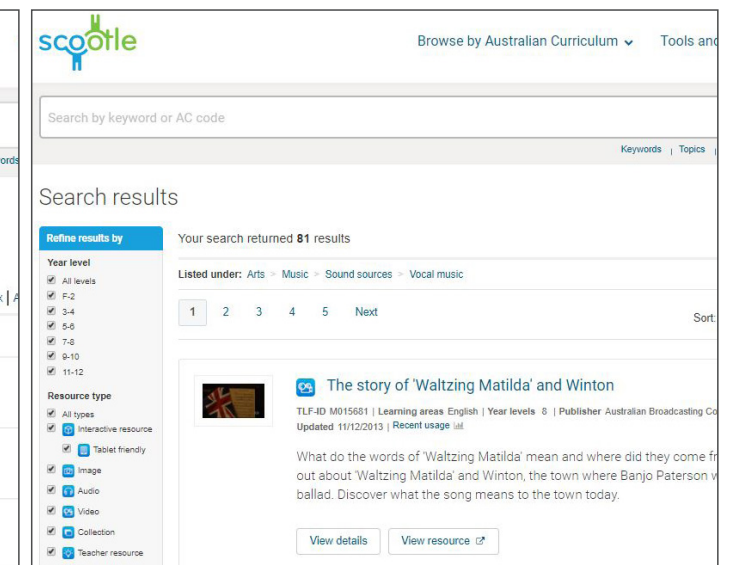 scootle
Browse by Australian Curriculum
Tools and
Search by keyword or AC code
Keywords | Topics |
Search results
Refine results by
Year level
All levels
F-2
3-4
5-6
7-8
9-10
11-12
Resource type
All types
Interactive resource
Tablet friendly
Image
Audio
Video
Collection
Teacher resource
Your search returned 81 results
Listed under: Arts > Music > Sound sources > Vocal music
1 2 3 4 5 Next
Sort:
The story of 'Waltzing Matilda' and Winton
TLF-ID M015681 | Learning areas English | Year levels 8 | Publisher Australian Broadcasting Co
Updated 11/12/2013 | Recent usage
What do the words of 'Waltzing Matilda' mean and where did they come fr
out about 'Waltzing Matilda' and Winton, the town where Banjo Paterson w
ballad. Discover what the song means to the town today.
View details
View resource